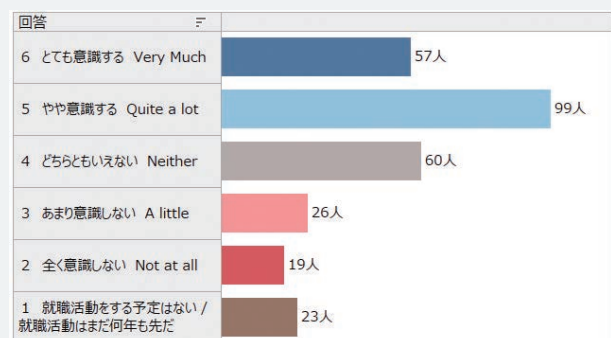 回答
6 とても意識する Very Much
57人
5 やや意識する Quite a lot
99人
4 どちらともいえない Neither
60人
3 あまり意識しない A little
26人
2 全く意識しない Not at all
19人
1 就職活動をする予定はない /
就職活動はまだ何年も先だ
23人